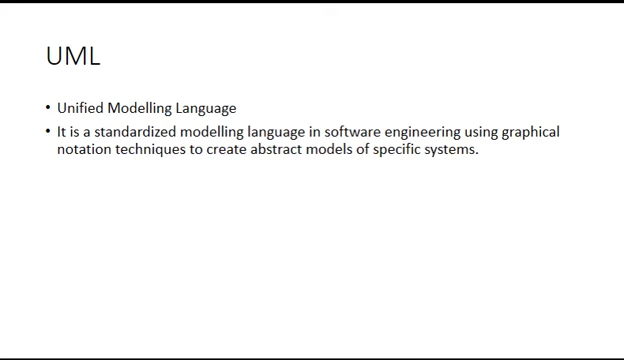 UML
• Unified Modelling Language
• It is a standardized modelling language in software engineering using graphical
notation techniques to create abstract models of specific systems.